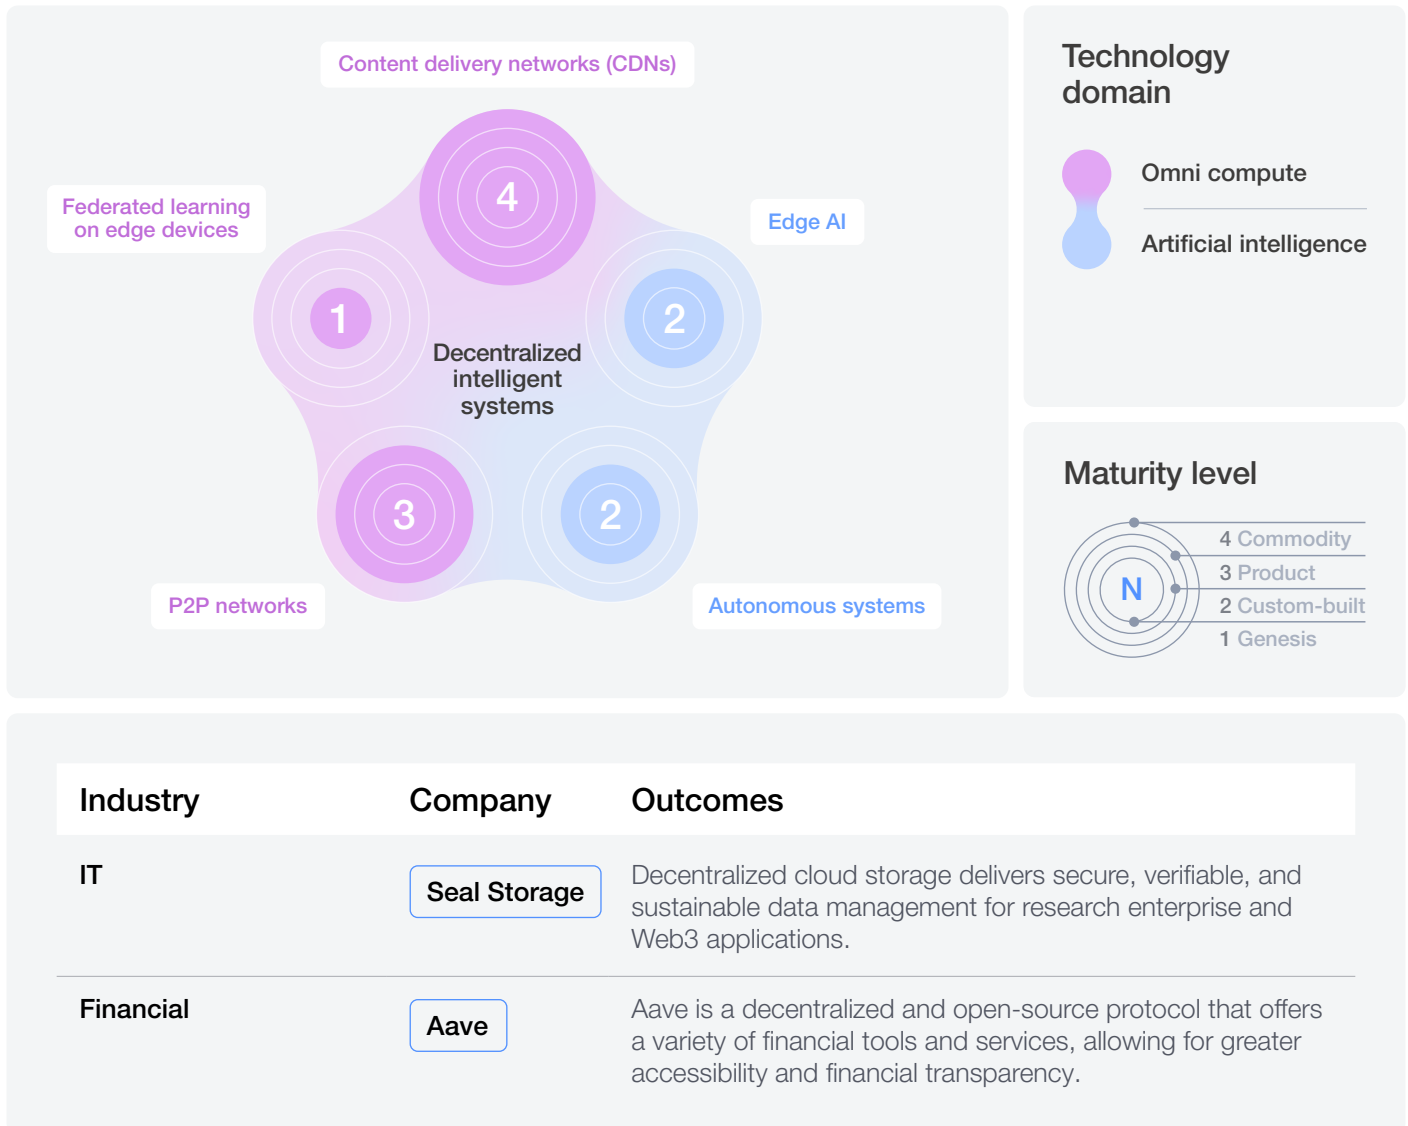 Content delivery networks (CDNs)
4
Federated learning
on edge devices
1
Edge AI
2
Decentralized
intelligent
systems
3
2
P2P networks
Autonomous systems
Technology
domain
Omni compute
Artificial intelligence
Maturity level
N
4 Commodity
3 Product
2 Custom-built
1 Genesis
Industry
Company
Outcomes
IT
Seal Storage
Decentralized cloud storage delivers secure, verifiable, and
sustainable data management for research enterprise and
Web3 applications.
Financial
Aave
Aave is a decentralized and open-source protocol that offers
a variety of financial tools and services, allowing for greater
accessibility and financial transparency.